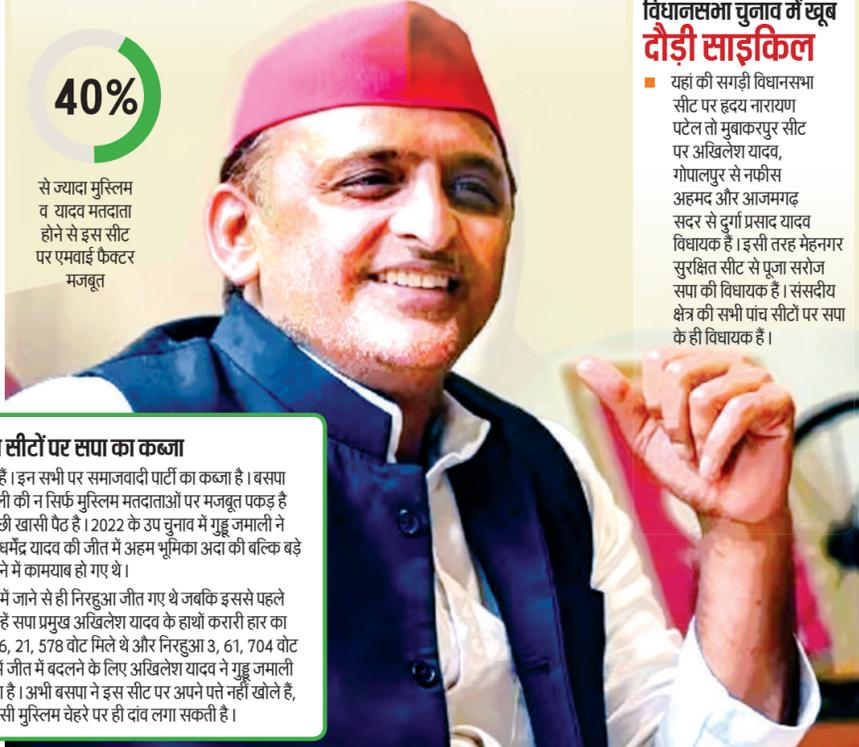 40%
से ज्यादा मुस्लिम
व यादव मतदाता
होने से इस सीट
पर एमवाई फैक्टर
मजबूत
विधानसभा चुनाव में खूब
दौड़ी साइकिल
यहां की सगड़ी विधानसभा
सीट पर हृदय नारायण
पटेल तो मुबाकरपुर सीट
पर अखिलेश यादव,
गोपालपुर से नफीस
अहमद और आजमगढ़
सदर से दुर्गा प्रसाद यादव
विधायक हैं। इसी तरह मेहनगर
सुरक्षित सीट से पूजा सरोज
सपा की विधायक हैं। संसदीय
क्षेत्र की सभी पांच सीटों पर सपा
के ही विधायक हैं।
सीटों पर सपा का कब्जा
हैं। इन सभी पर समाजवादी पार्टी का कब्जा है। बसपा
ली की न सिर्फ मुस्लिम मतदाताओं पर मजबूत पकड़ है
छी खासी पैठ है। 2022 के उप चुनाव में गुड्डू जमाली ने
धर्मेंद्र यादव की जीत में अहम भूमिका अदा की बल्कि बड़े
ने में कामयाब हो गए थे।
में जाने से ही निरहुआ जीत गए थे जबकि इससे पहले
हें सपा प्रमुख अखिलेश यादव के हाथों करारी हार का
6, 21, 578 वोट मिले थे और निरहुआ 3, 61, 704 वोट
में जीत में बदलने के लिए अखिलेश यादव ने गुड्डू जमाली
है। अभी बसपा ने इस सीट पर अपने पत्ते नहीं खोले हैं,
सी मुस्लिम चेहरे पर ही दांव लगा सकती है।